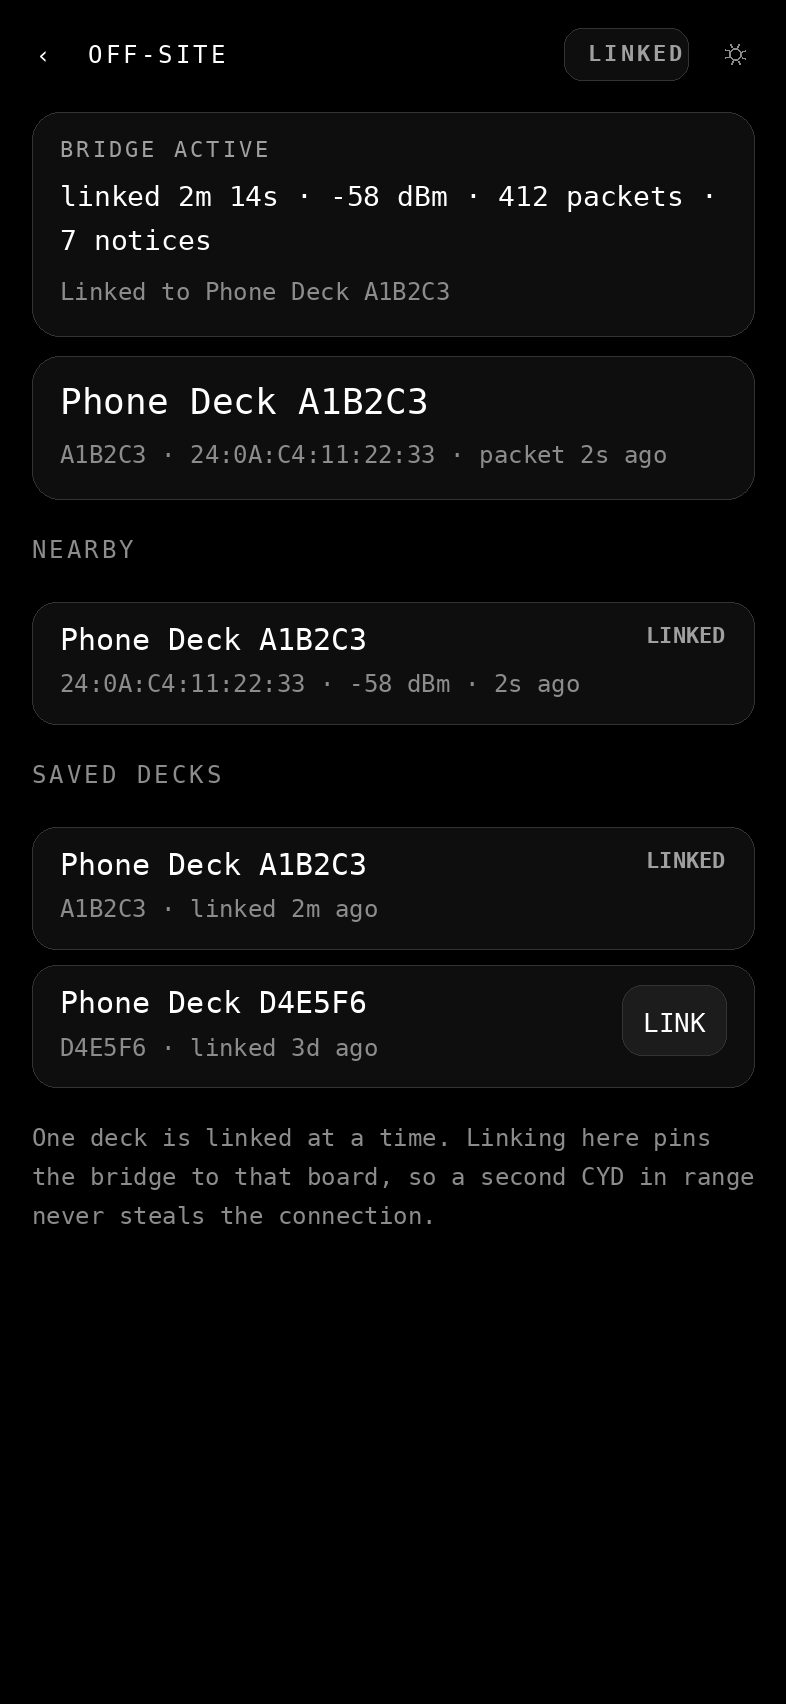 ‹ OFF-SITE LINKED
BRIDGE ACTIVE
linked 2m 14s · -58 dBm · 412 packets ·
7 notices
Linked to Phone Deck A1B2C3
Phone Deck A1B2C3
A1B2C3 · 24:0A:C4:11:22:33 · packet 2s ago
NEARBY
Phone Deck A1B2C3 LINKED
24:0A:C4:11:22:33 · -58 dBm · 2s ago
SAVED DECKS
Phone Deck A1B2C3 LINKED
A1B2C3 · linked 2m ago
Phone Deck D4E5F6 LINK
D4E5F6 · linked 3d ago
One deck is linked at a time. Linking here pins
the bridge to that board, so a second CYD in range
never steals the connection.